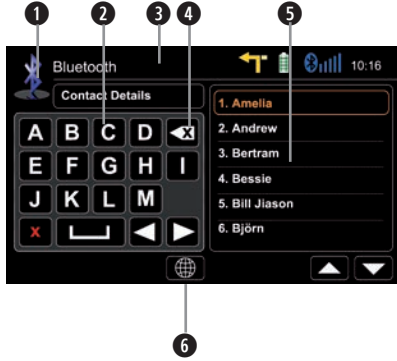 1 2 3 4 5
Bluetooth 10:16
Contact Details
A B C D
E F G H I
J K L M
x
1. Amelia
2. Andrew
3. Bertram
4. Bessie
5. Bill Jiason
6. Björn
6